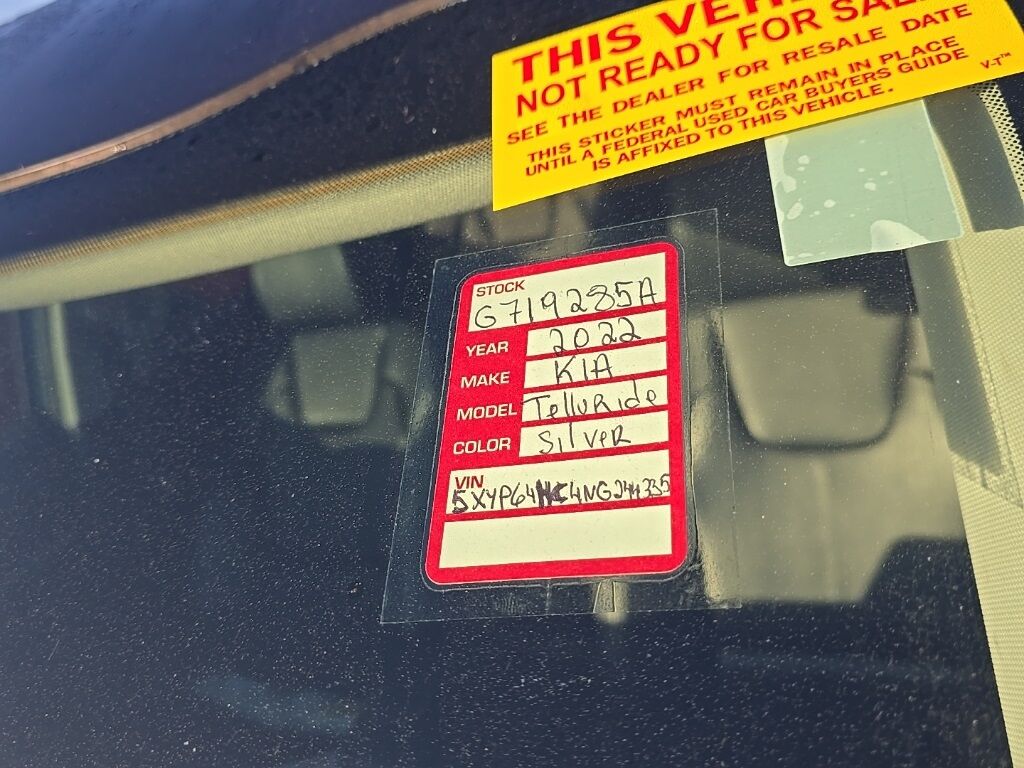 THIS
NOT READY FOR
SEE THE DEALER FOR RESALE DATE
THIS STICKER MUST REMAIN IN PLACE
UNTIL A FEDERAL USED CAR BUYERS GUIDE
IS AFFIXED TO THIS VEHICLE.
V-T™
STOCK
G719285A
YEAR 2022
MAKE KIA
MODEL Telluride
COLOR Silver
VIN